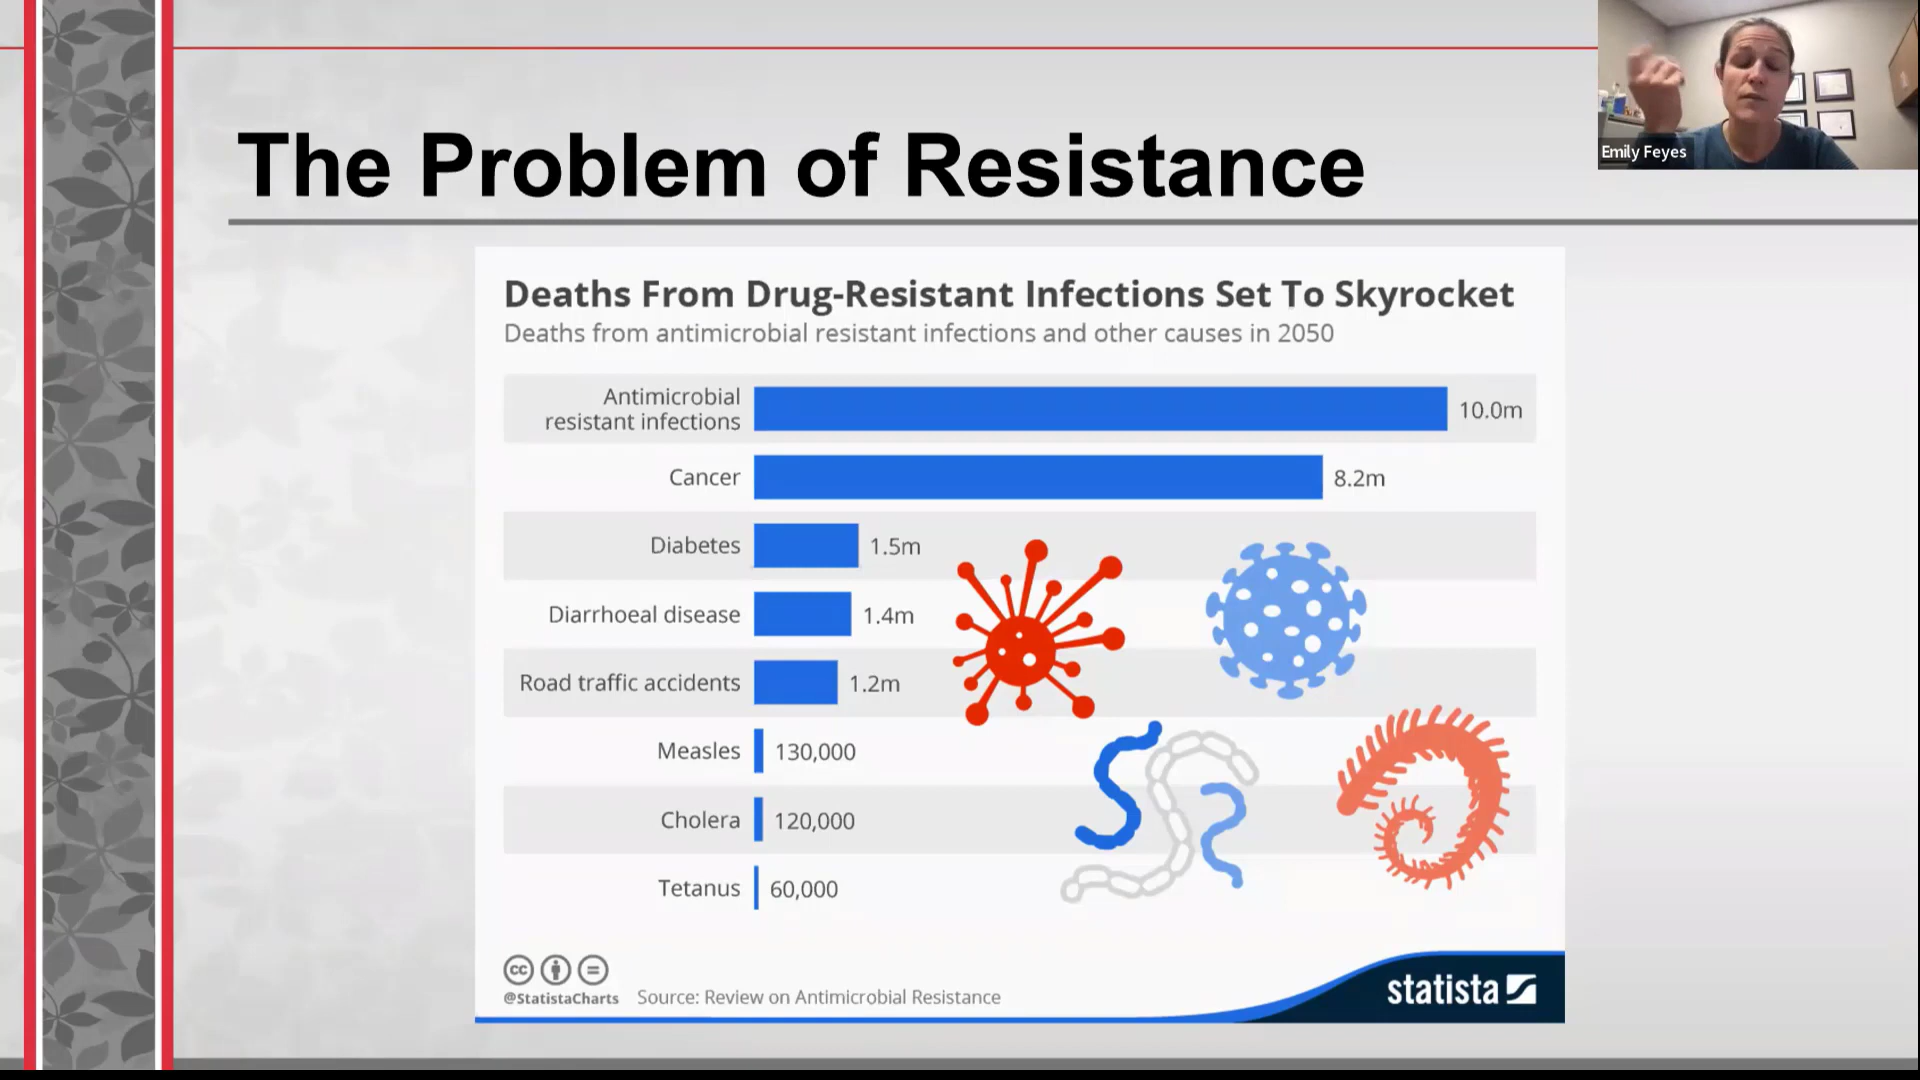 The Problem of Resistance
Emily Feyes
Deaths From Drug-Resistant Infections Set To Skyrocket
Deaths from antimicrobial resistant infections and other causes in 2050
Antimicrobial
resistant infections
10.0m
Cancer
8.2m
Diabetes
1.5m
Diarrhoeal disease
1.4m
Road traffic accidents
1.2m
Measles
130,000
Cholera
120,000
Tetanus
60,000
cc
@StatistaCharts
Source: Review on Antimicrobial Resistance
statista